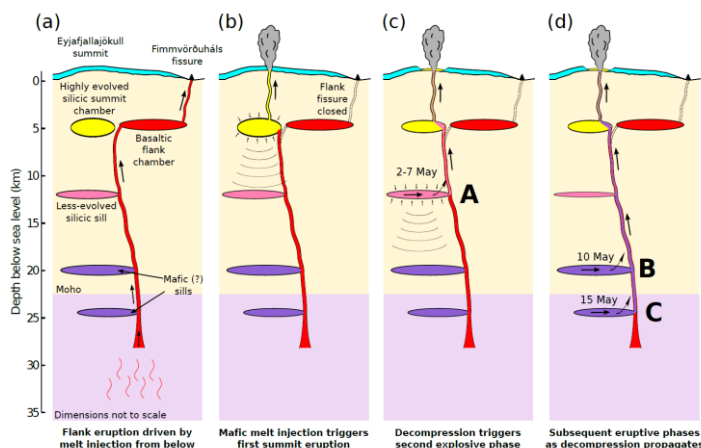 (a)
(b)
(c)
(d)
Eyjafjallajökull
summit
Fimmvörðuháls
fissure
Highly evolved
silicic summit
chamber
Basaltic
flank
chamber
Less-evolved
silicic sill
Mafic (?)
sills
Moho
Dimensions not to scale
Flank
fissure
closed
2-7 May
A
10 May
B
15 May
C
Depth below sea level (km)
0
5
10
15
20
25
30
35
Flank eruption driven by
melt injection from below
Mafic melt injection triggers
first summit eruption
Decompression triggers
second explosive phase
Subsequent eruptive phases
as decompression propagates